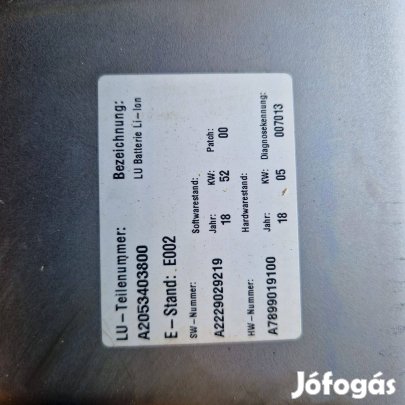 LU-Teilenummer: Bezeichnung:
A2053403800 LU Batterie Li-Ion
E-Stand: E002
SW-Nummer: Softwarestand:
Jahr: KW: Patch:
A2229029219 18 52 00
HW-Nummer: Hardwarestand:
Jahr: KW: Diagnosekennung:
A7899019100 18 05 007013
Jófogás